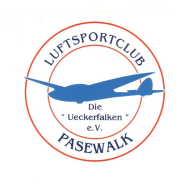 LUFTSPORTCLUB
Die
" Ueckerfalken "
e.V.
PASEWALK